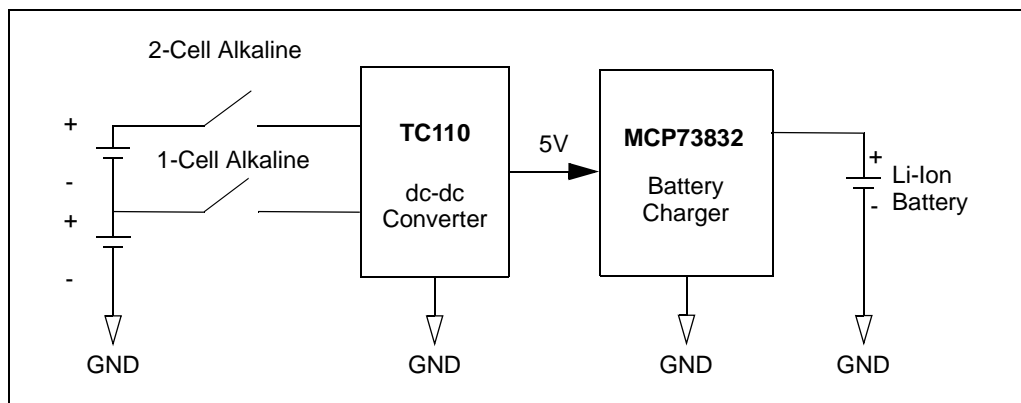 2-Cell Alkaline
+
-
1-Cell Alkaline
+
-
GND
TC110
dc-dc
Converter
GND
5V
MCP73832
Battery
Charger
GND
+
-
Li-Ion
Battery
GND